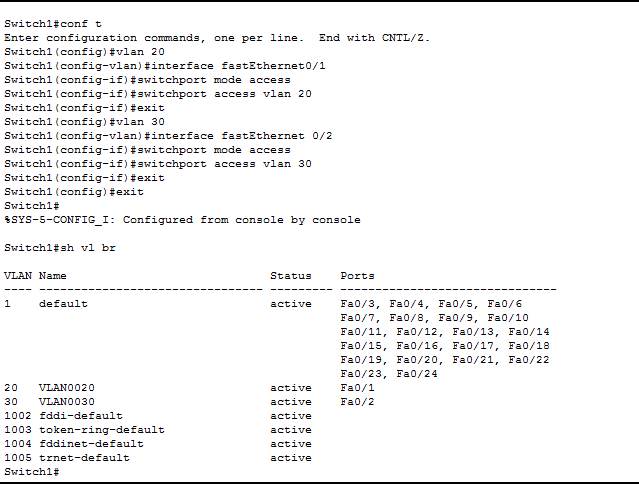 Switch1#conf t
Enter configuration commands, one per line.  End with CNTL/Z.
Switch1(config)#vlan 20
Switch1(config-vlan)#interface fastEthernet0/1
Switch1(config-if)#switchport mode access
Switch1(config-if)#switchport access vlan 20
Switch1(config-if)#exit
Switch1(config)#vlan 30
Switch1(config-vlan)#interface fastEthernet 0/2
Switch1(config-if)#switchport mode access
Switch1(config-if)#switchport access vlan 30
Switch1(config-if)#exit
Switch1(config)#exit
Switch1#
%SYS-5-CONFIG_I: Configured from console by console
Switch1#sh vl br
VLAN Name                             Status    Ports
---- -------------------------------- --------- -------------------------------
1    default                          active    Fa0/3, Fa0/4, Fa0/5, Fa0/6
                                                Fa0/7, Fa0/8, Fa0/9, Fa0/10
                                                Fa0/11, Fa0/12, Fa0/13, Fa0/14
                                                Fa0/15, Fa0/16, Fa0/17, Fa0/18
                                                Fa0/19, Fa0/20, Fa0/21, Fa0/22
                                                Fa0/23, Fa0/24
20   VLAN0020                         active    Fa0/1
30   VLAN0030                         active    Fa0/2
1002 fddi-default                     active
1003 token-ring-default               active
1004 fddinet-default                  active
1005 trnet-default                    active
Switch1#